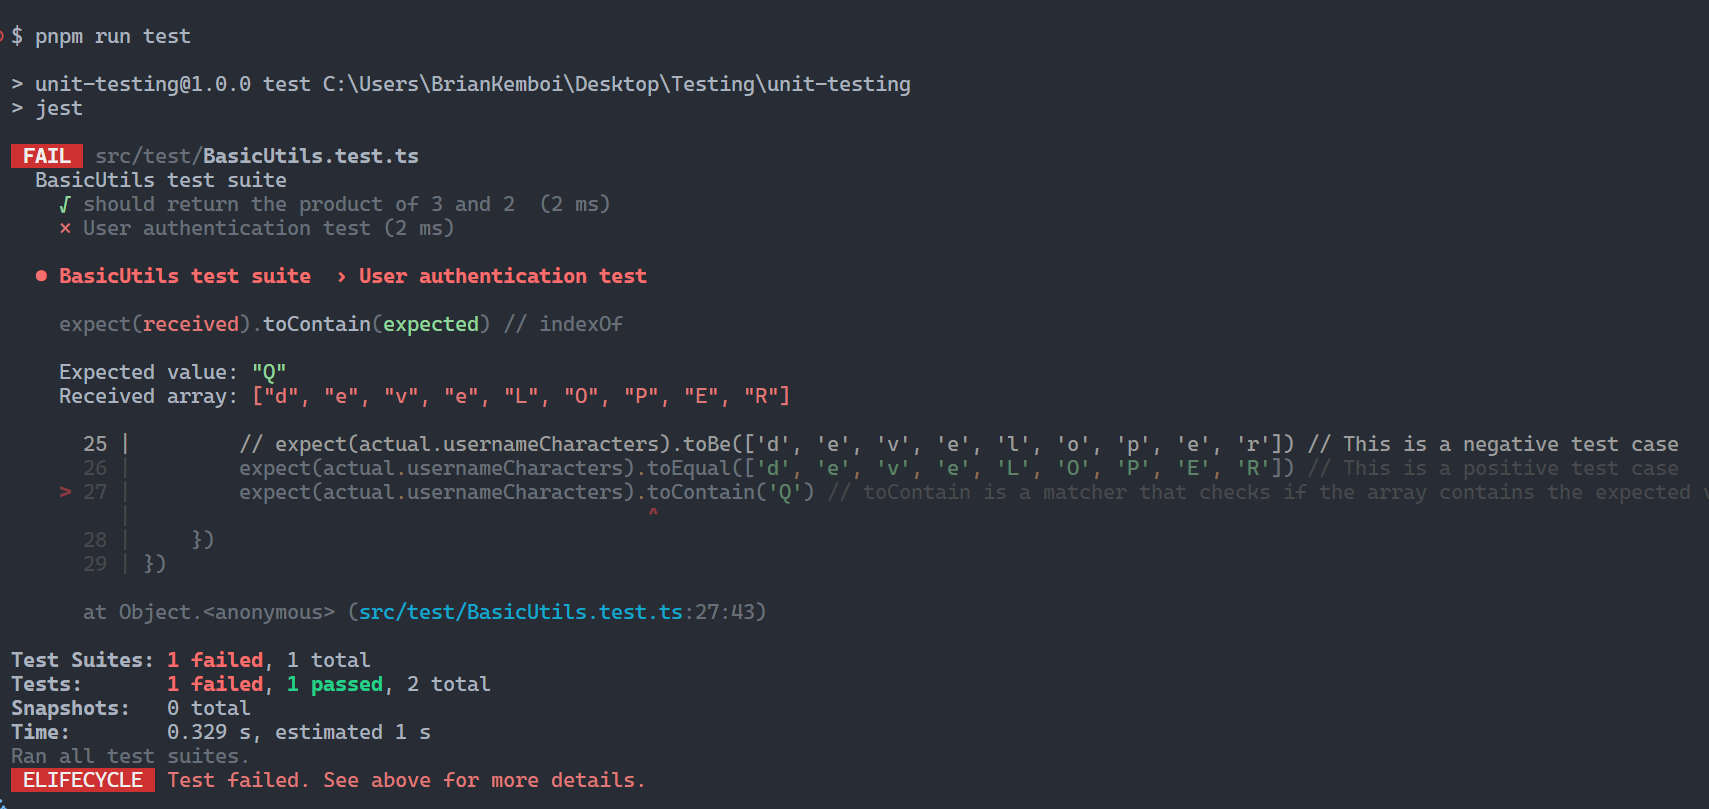 $ pnpm run test
> unit-testing@1.0.0 test C:\Users\BrianKemboi\Desktop\Testing\unit-testing
> jest
FAIL src/test/BasicUtils.test.ts
BasicUtils test suite
√ should return the product of 3 and 2 (2 ms)
× User authentication test (2 ms)
● BasicUtils test suite › User authentication test
expect(received).toContain(expected) // indexOf
Expected value: "Q"
Received array: ["d", "e", "v", "e", "L", "O", "P", "E", "R"]
25 | // expect(actual.usernameCharacters).toBe(['d', 'e', 'v', 'e', 'l', 'o', 'p', 'e', 'r']) // This is a negative test case
26 | expect(actual.usernameCharacters).toEqual(['d', 'e', 'v', 'e', 'L', 'O', 'P', 'E', 'R']) // This is a positive test case
> 27 | expect(actual.usernameCharacters).toContain('Q') // toContain is a matcher that checks if the array contains the expected
| ^
28 | })
29 | })
at Object.<anonymous> (src/test/BasicUtils.test.ts:27:43)
Test Suites: 1 failed, 1 total
Tests: 1 failed, 1 passed, 2 total
Snapshots: 0 total
Time: 0.329 s, estimated 1 s
Ran all test suites.
ELIFECYCLE Test failed. See above for more details.